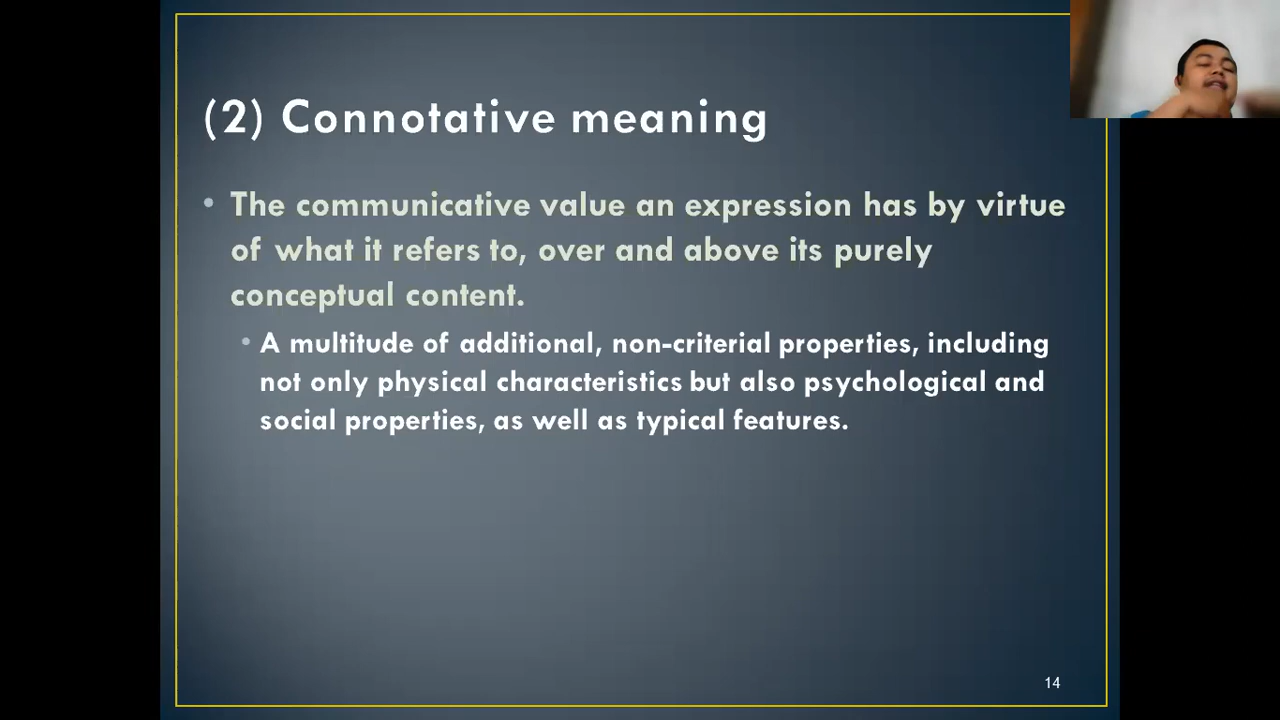 (2) Connotative meaning
• The communicative value an expression has by virtue
of what it refers to, over and above its purely
conceptual content.
• A multitude of additional, non-criterial properties, including
not only physical characteristics but also psychological and
social properties, as well as typical features.
14